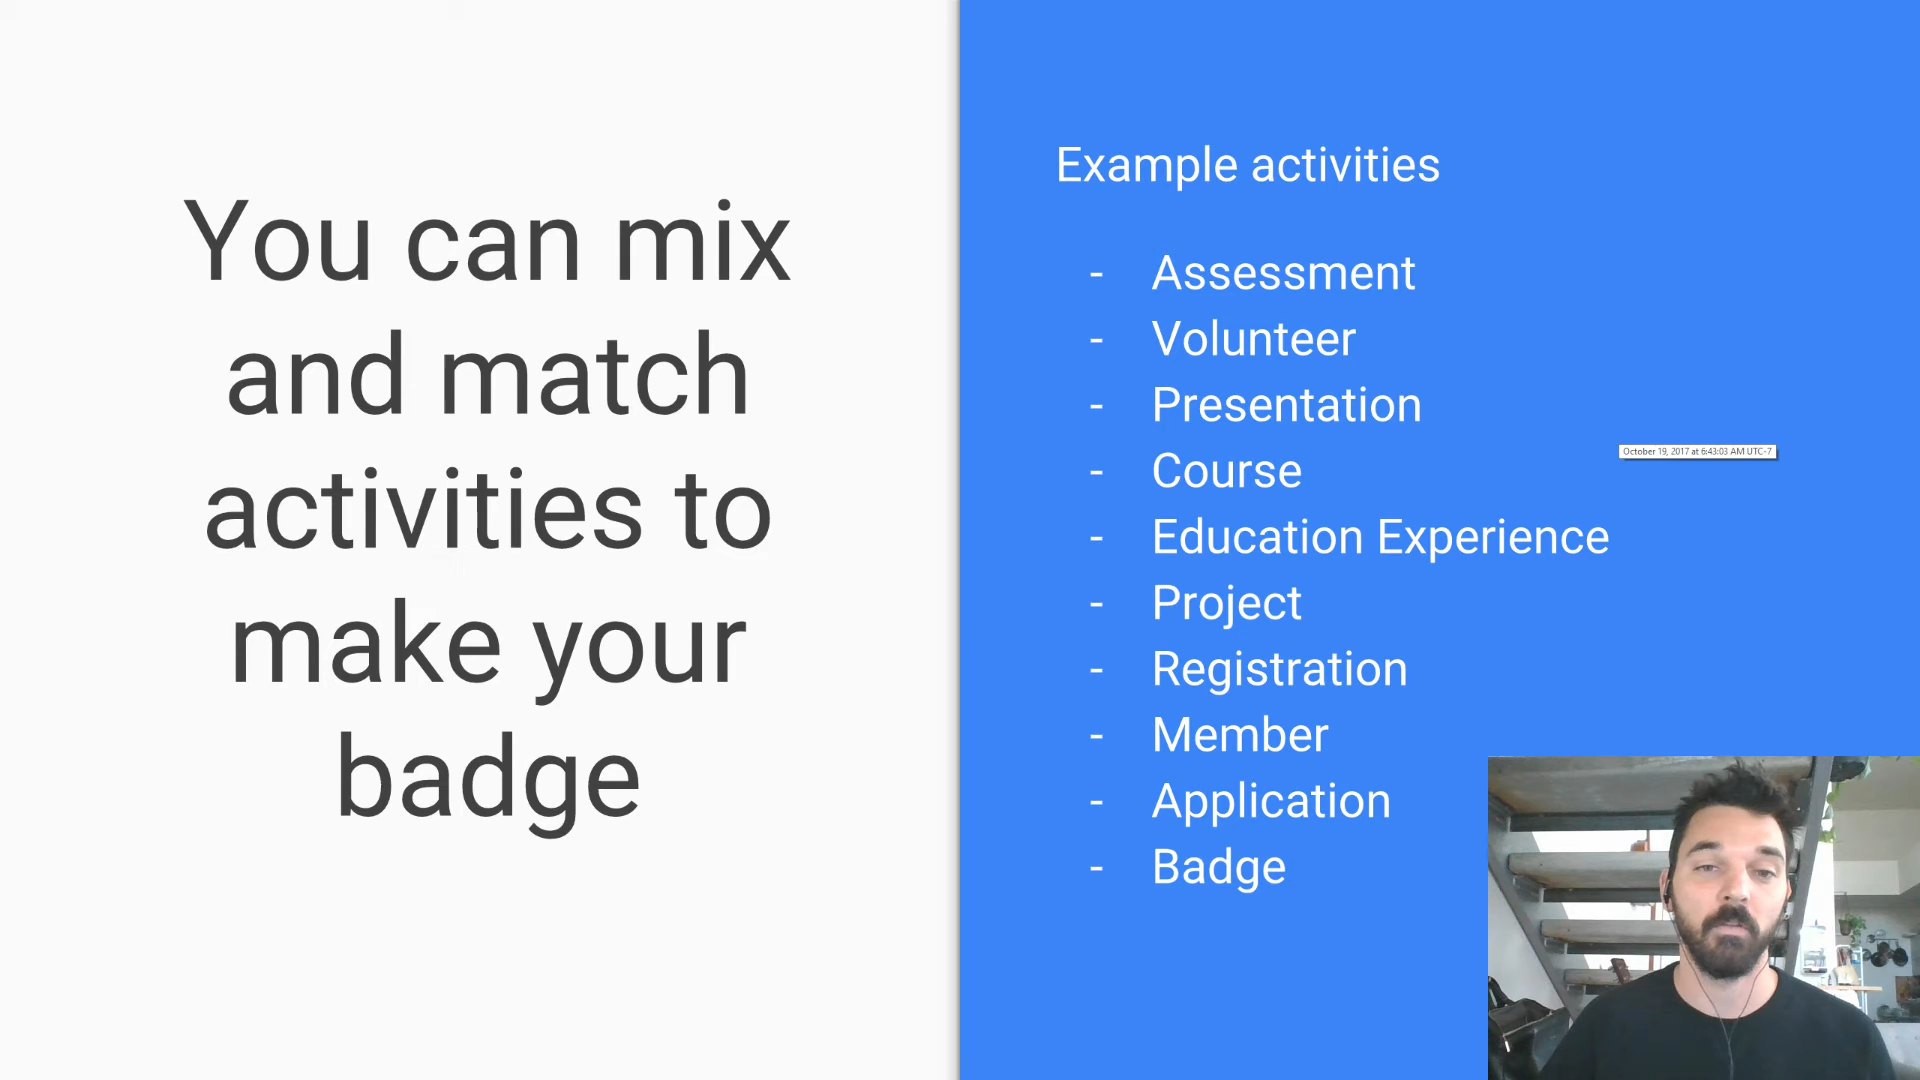 You can mix
and match
activities to
make your
badge
Example activities
- Assessment
- Volunteer
- Presentation
- Course
- Education Experience
- Project
- Registration
- Member
- Application
- Badge
October 19, 2017 at 6:43:03 AM UTC-7